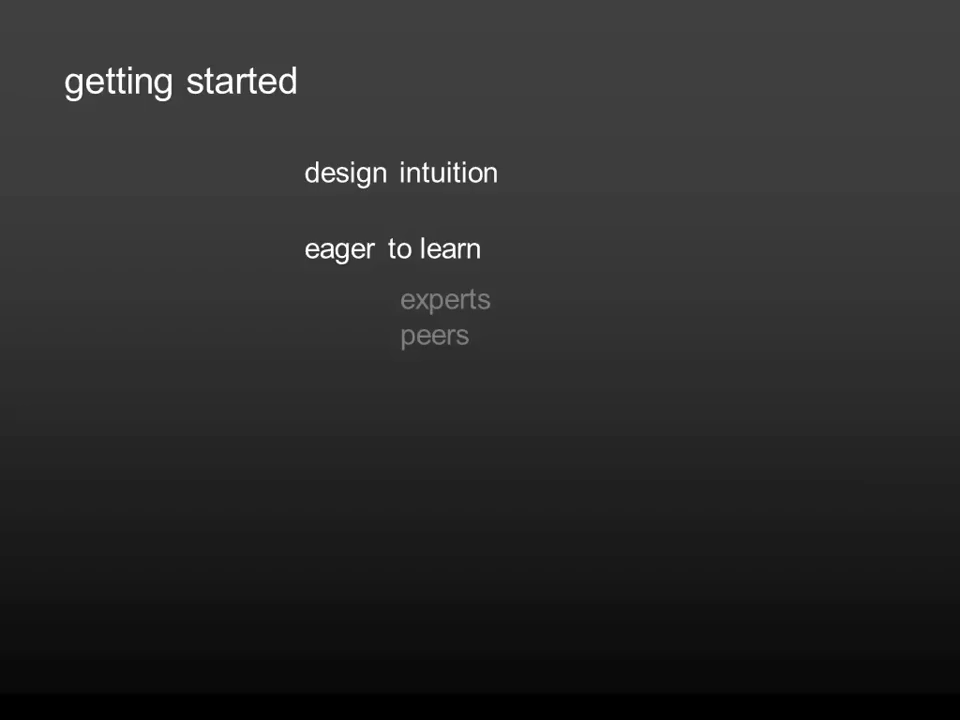 getting started
design intuition
eager to learn
experts
peers